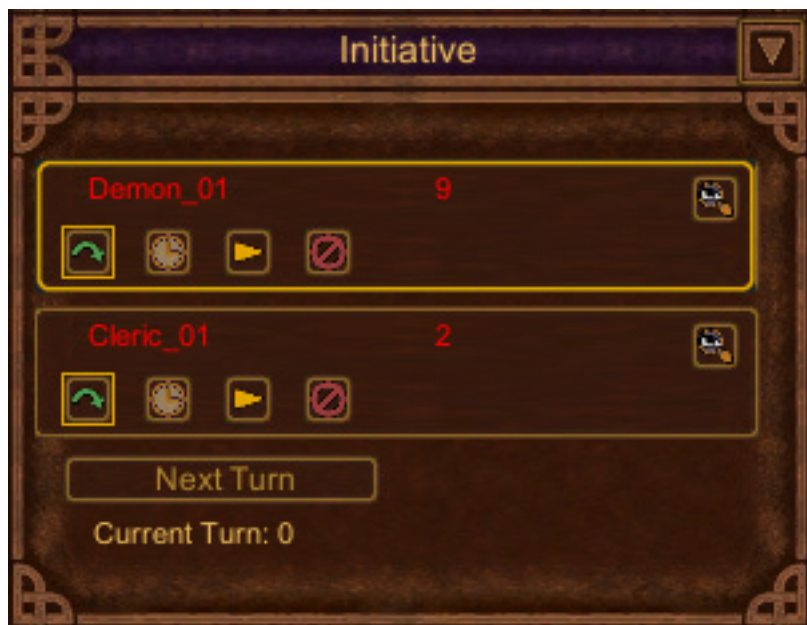 Initiative
Demon_01 9
Cleric_01 2
Next Turn
Current Turn: 0